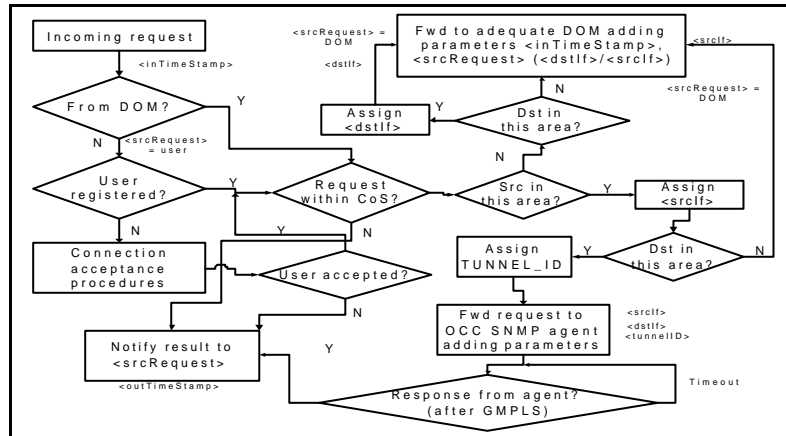 Incoming request
<inTimeStamp>
From DOM?
Y
N
<srcRequest>
= user
User
registered?
Y
N
Connection
acceptance
procedures
User accepted?
Y
N
Request
within CoS?
N
Notify result to
<srcRequest>
<outTimeStamp>
Src in
this area?
N
Y
Dst in
this area?
Y
N
Assign
<dstIf>
<srcRequest> =
DOM
<dstIf>
Fwd to adequate DOM adding
parameters <inTimeStamp>,
<srcRequest> (<dstIf>/<srcIf>)
<srcIf>
<srcRequest> =
DOM
Assign
<srcIf>
Dst in
this area?
Y
N
Assign
TUNNEL_ID
Fwd request to
OCC SNMP agent
adding parameters
<srcIf>
<dstIf>
<tunnelID>
Response from agent?
(after GMPLS)
Timeout